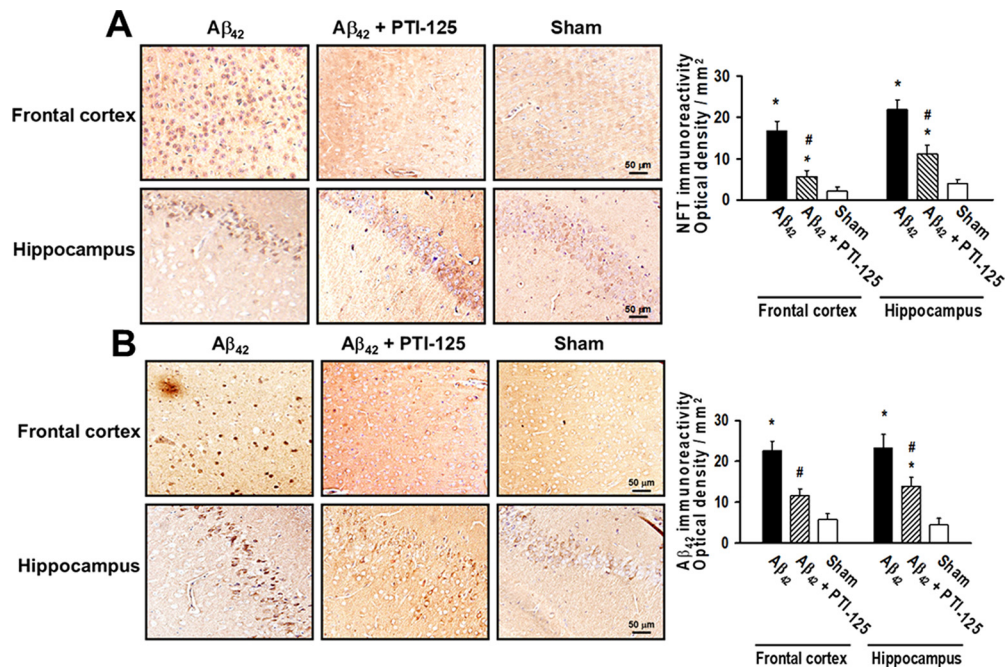 A
Aβ₄₂
Aβ₄₂ + PTI-125
Sham
Frontal cortex
50 μm
Hippocampus
50 μm
NFT immunoreactivity
Optical density / mm²
30
20
10
0
*
#
*
*
#
*
Aβ₄₂
Aβ₄₂ + PTI-125
Sham
Aβ₄₂
Aβ₄₂ + PTI-125
Sham
Frontal cortex
Hippocampus
B
Aβ₄₂
Aβ₄₂ + PTI-125
Sham
Frontal cortex
50 μm
Hippocampus
50 μm
Aβ₄₂ immunoreactivity
Optical density / mm²
30
20
10
0
*
#
*
#
*
Aβ₄₂
Aβ₄₂ + PTI-125
Sham
Aβ₄₂
Aβ₄₂ + PTI-125
Sham
Frontal cortex
Hippocampus